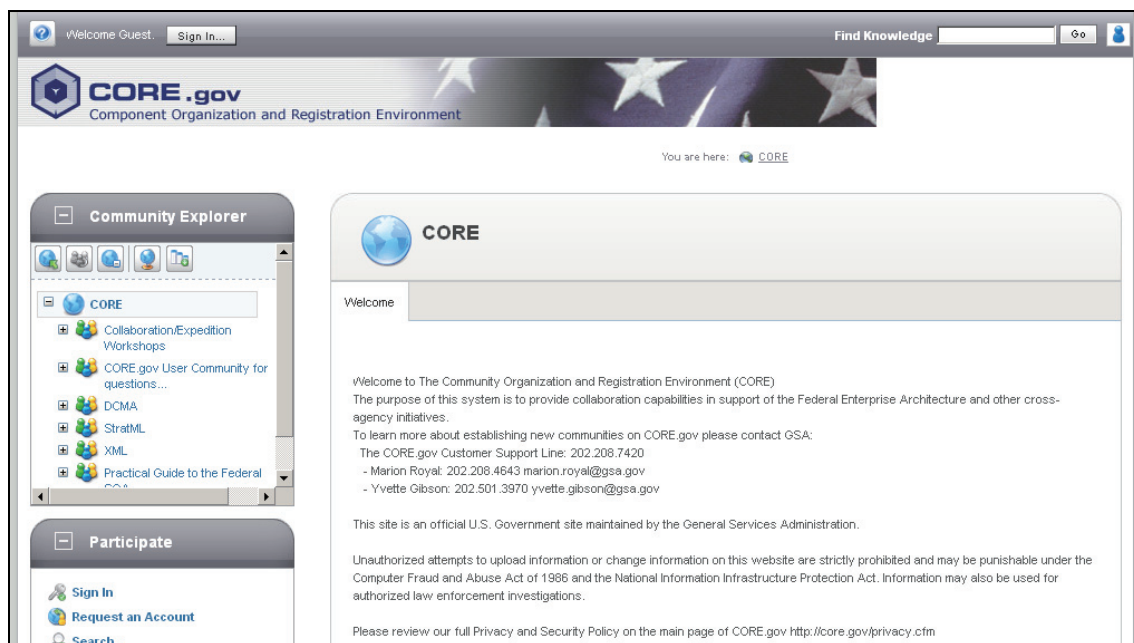 Welcome Guest. Sign In... Find Knowledge Go
CORE.gov
Component Organization and Registration Environment
You are here: CORE
Community Explorer
CORE
Collaboration/Expedition
Workshops
CORE.gov User Community for
questions...
DCMA
StratML
XML
Practical Guide to the Federal
Participate
Sign In
Request an Account
Search
CORE
Welcome
Welcome to The Community Organization and Registration Environment (CORE)
The purpose of this system is to provide collaboration capabilities in support of the Federal Enterprise Architecture and other cross-
agency initiatives.
To learn more about establishing new communities on CORE.gov please contact GSA:
The CORE.gov Customer Support Line: 202.208.7420
- Marion Royal: 202.208.4643 marion.royal@gsa.gov
- Yvette Gibson: 202.501.3970 yvette.gibson@gsa.gov
This site is an official U.S. Government site maintained by the General Services Administration.
Unauthorized attempts to upload information or change information on this website are strictly prohibited and may be punishable under the
Computer Fraud and Abuse Act of 1986 and the National Information Infrastructure Protection Act. Information may also be used for
authorized law enforcement investigations.
Please review our full Privacy and Security Policy on the main page of CORE.gov http://core.gov/privacy.cfm